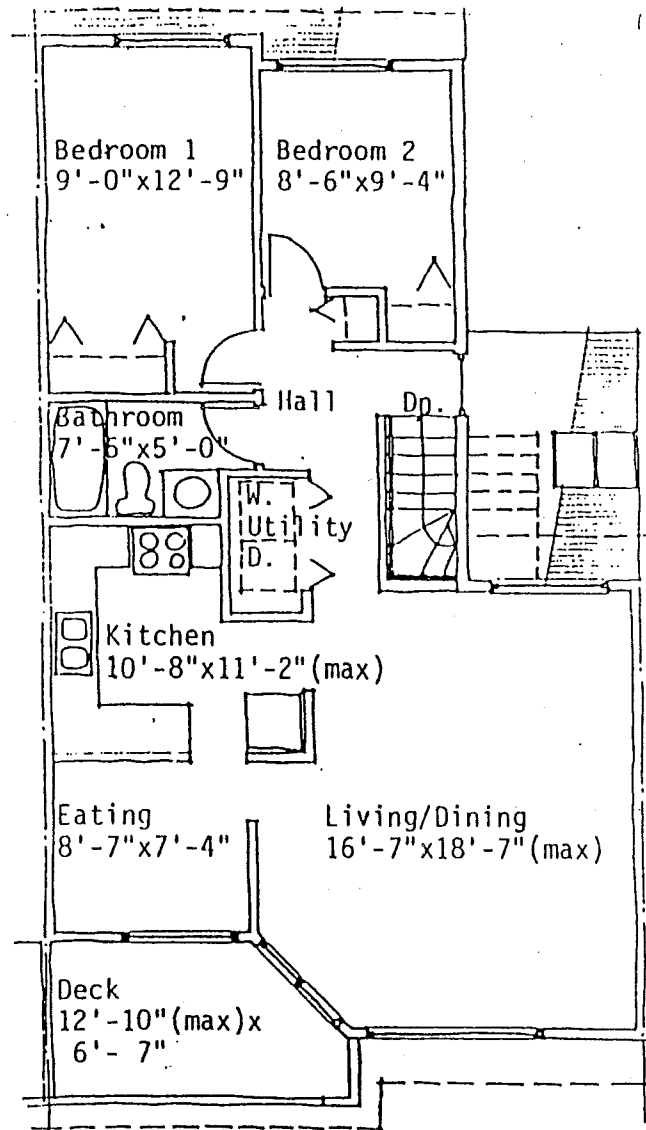 Bedroom 1
9'-0"x12'-9"
Bedroom 2
8'-6"x9'-4"
Hall
Dn.
Bathroom
7'-6"x5'-0"
W.
Utility
D.
Kitchen
10'-8"x11'-2"(max)
Eating
8'-7"x7'-4"
Living/Dining
16'-7"x18'-7"(max)
Deck
12'-10"(max)x
6'- 7"